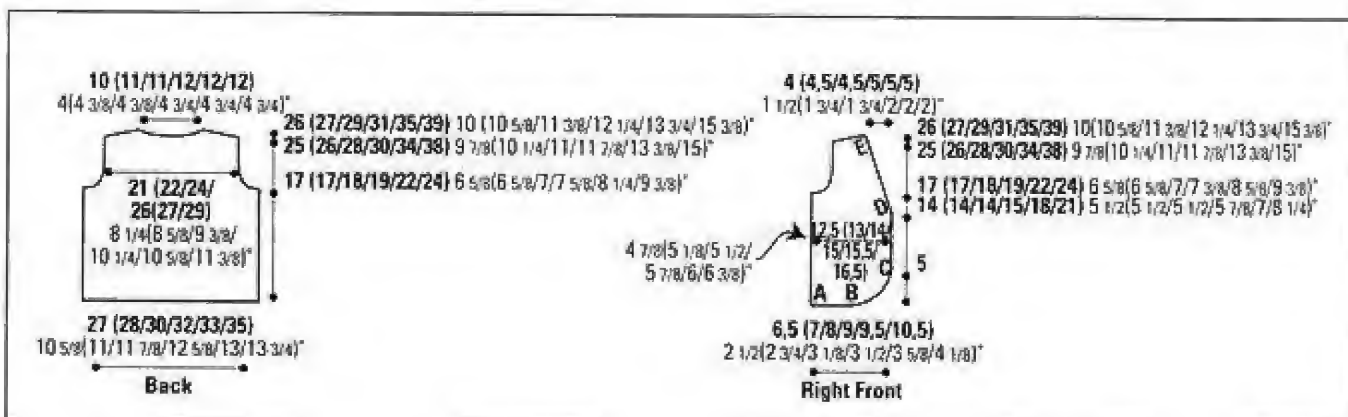 10 (11/11/12/12/12)
4(4 3/8/4 3/8/4 3/4/4 3/4/4 3/4)"
26 (27/29/31/35/39) 10 (10 5/8/11 3/8/12 1/4/13 3/4/15 3/8)"
25 (26/28/30/34/38) 9 7/8(10 1/4/11/11 7/8/13 3/8/15)"
17 (17/18/19/22/24) 6 5/8(6 5/8/7/7 5/8/8 1/4/9 3/8)"
21 (22/24/
26(27/29)
8 1/4(8 5/8/9 3/8/
10 1/4/10 5/8/11 3/8)"
27 (28/30/32/33/35)
10 5/8(11/11 7/8/12 5/8/13/13 3/4)"
Back
4 (4,5/4,5/5/5/5)
1 1/2(1 3/4/1 3/4/2/2/2)"
26 (27/29/31/35/39) 10(10 5/8/11 3/8/12 1/4/13 3/4/15 3/8)"
E
25 (26/28/30/34/38) 9 7/8(10 1/4/11/11 7/8/13 3/8/15)"
17 (17/18/19/22/24) 6 5/8(6 5/8/7/7 3/8/8 5/8/9 3/8)"
D
14 (14/14/15/18/21) 5 1/2(5 1/2/5 1/2/5 7/8/7/8 1/4)"
12,5 (13/14/
15/15,5/
16,5)
4 7/8(5 1/8/5 1/2/
5 7/8/6/6 3/8)"
C
5
A B
6,5 (7/8/9/9,5/10,5)
2 1/2(2 3/4/3 1/8/3 1/2/3 5/8/4 1/8)"
Right Front